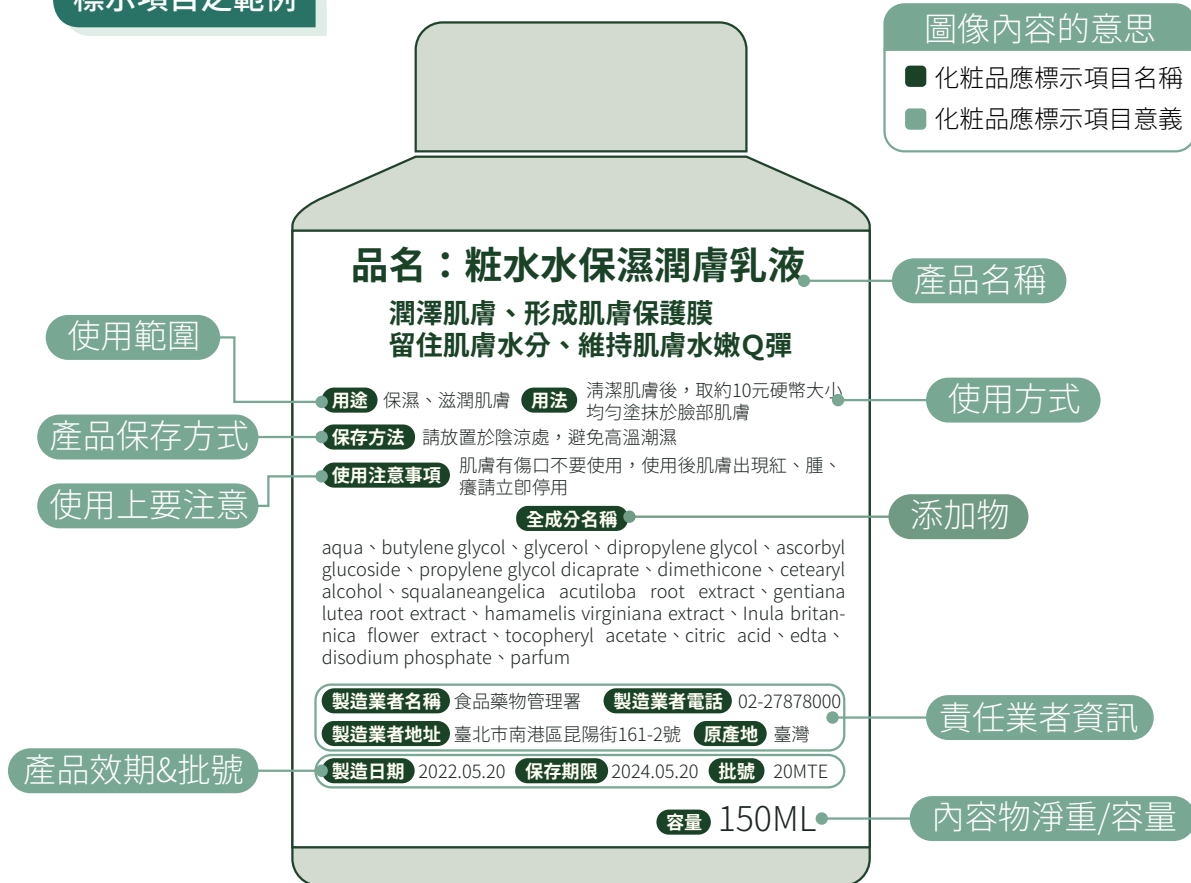 標示項目之範例
圖像內容的意思
化粧品應標示項目名稱
化粧品應標示項目意義
品名：粧水水保濕潤膚乳液
產品名稱
潤澤肌膚、形成肌膚保護膜
留住肌膚水分、維持肌膚水嫩Q彈
使用範圍
用途 保濕、滋潤肌膚 用法 清潔肌膚後，取約10元硬幣大小
均勻塗抹於臉部肌膚
使用方式
產品保存方式
保存方法 請放置於陰涼處，避免高溫潮濕
使用上要注意
使用注意事項 肌膚有傷口不要使用，使用後肌膚出現紅、腫、
癢請立即停用
全成分名稱
添加物
aqua、butylene glycol、glycerol、dipropylene glycol、ascorbyl
glucoside、propylene glycol dicaprate、dimethicone、cetearyl
alcohol、squalaneangelica acutiloba root extract、gentiana
lutea root extract、hamamelis virginiana extract、Inula britan-
nica flower extract、tocopheryl acetate、citric acid、edta、
disodium phosphate、parfum
製造業者名稱 食品藥物管理署 製造業者電話 02-27878000
製造業者地址 臺北市南港區昆陽街161-2號 原產地 臺灣
責任業者資訊
產品效期&批號
製造日期 2022.05.20 保存期限 2024.05.20 批號 20MTE
容量 150ML
內容物淨重/容量